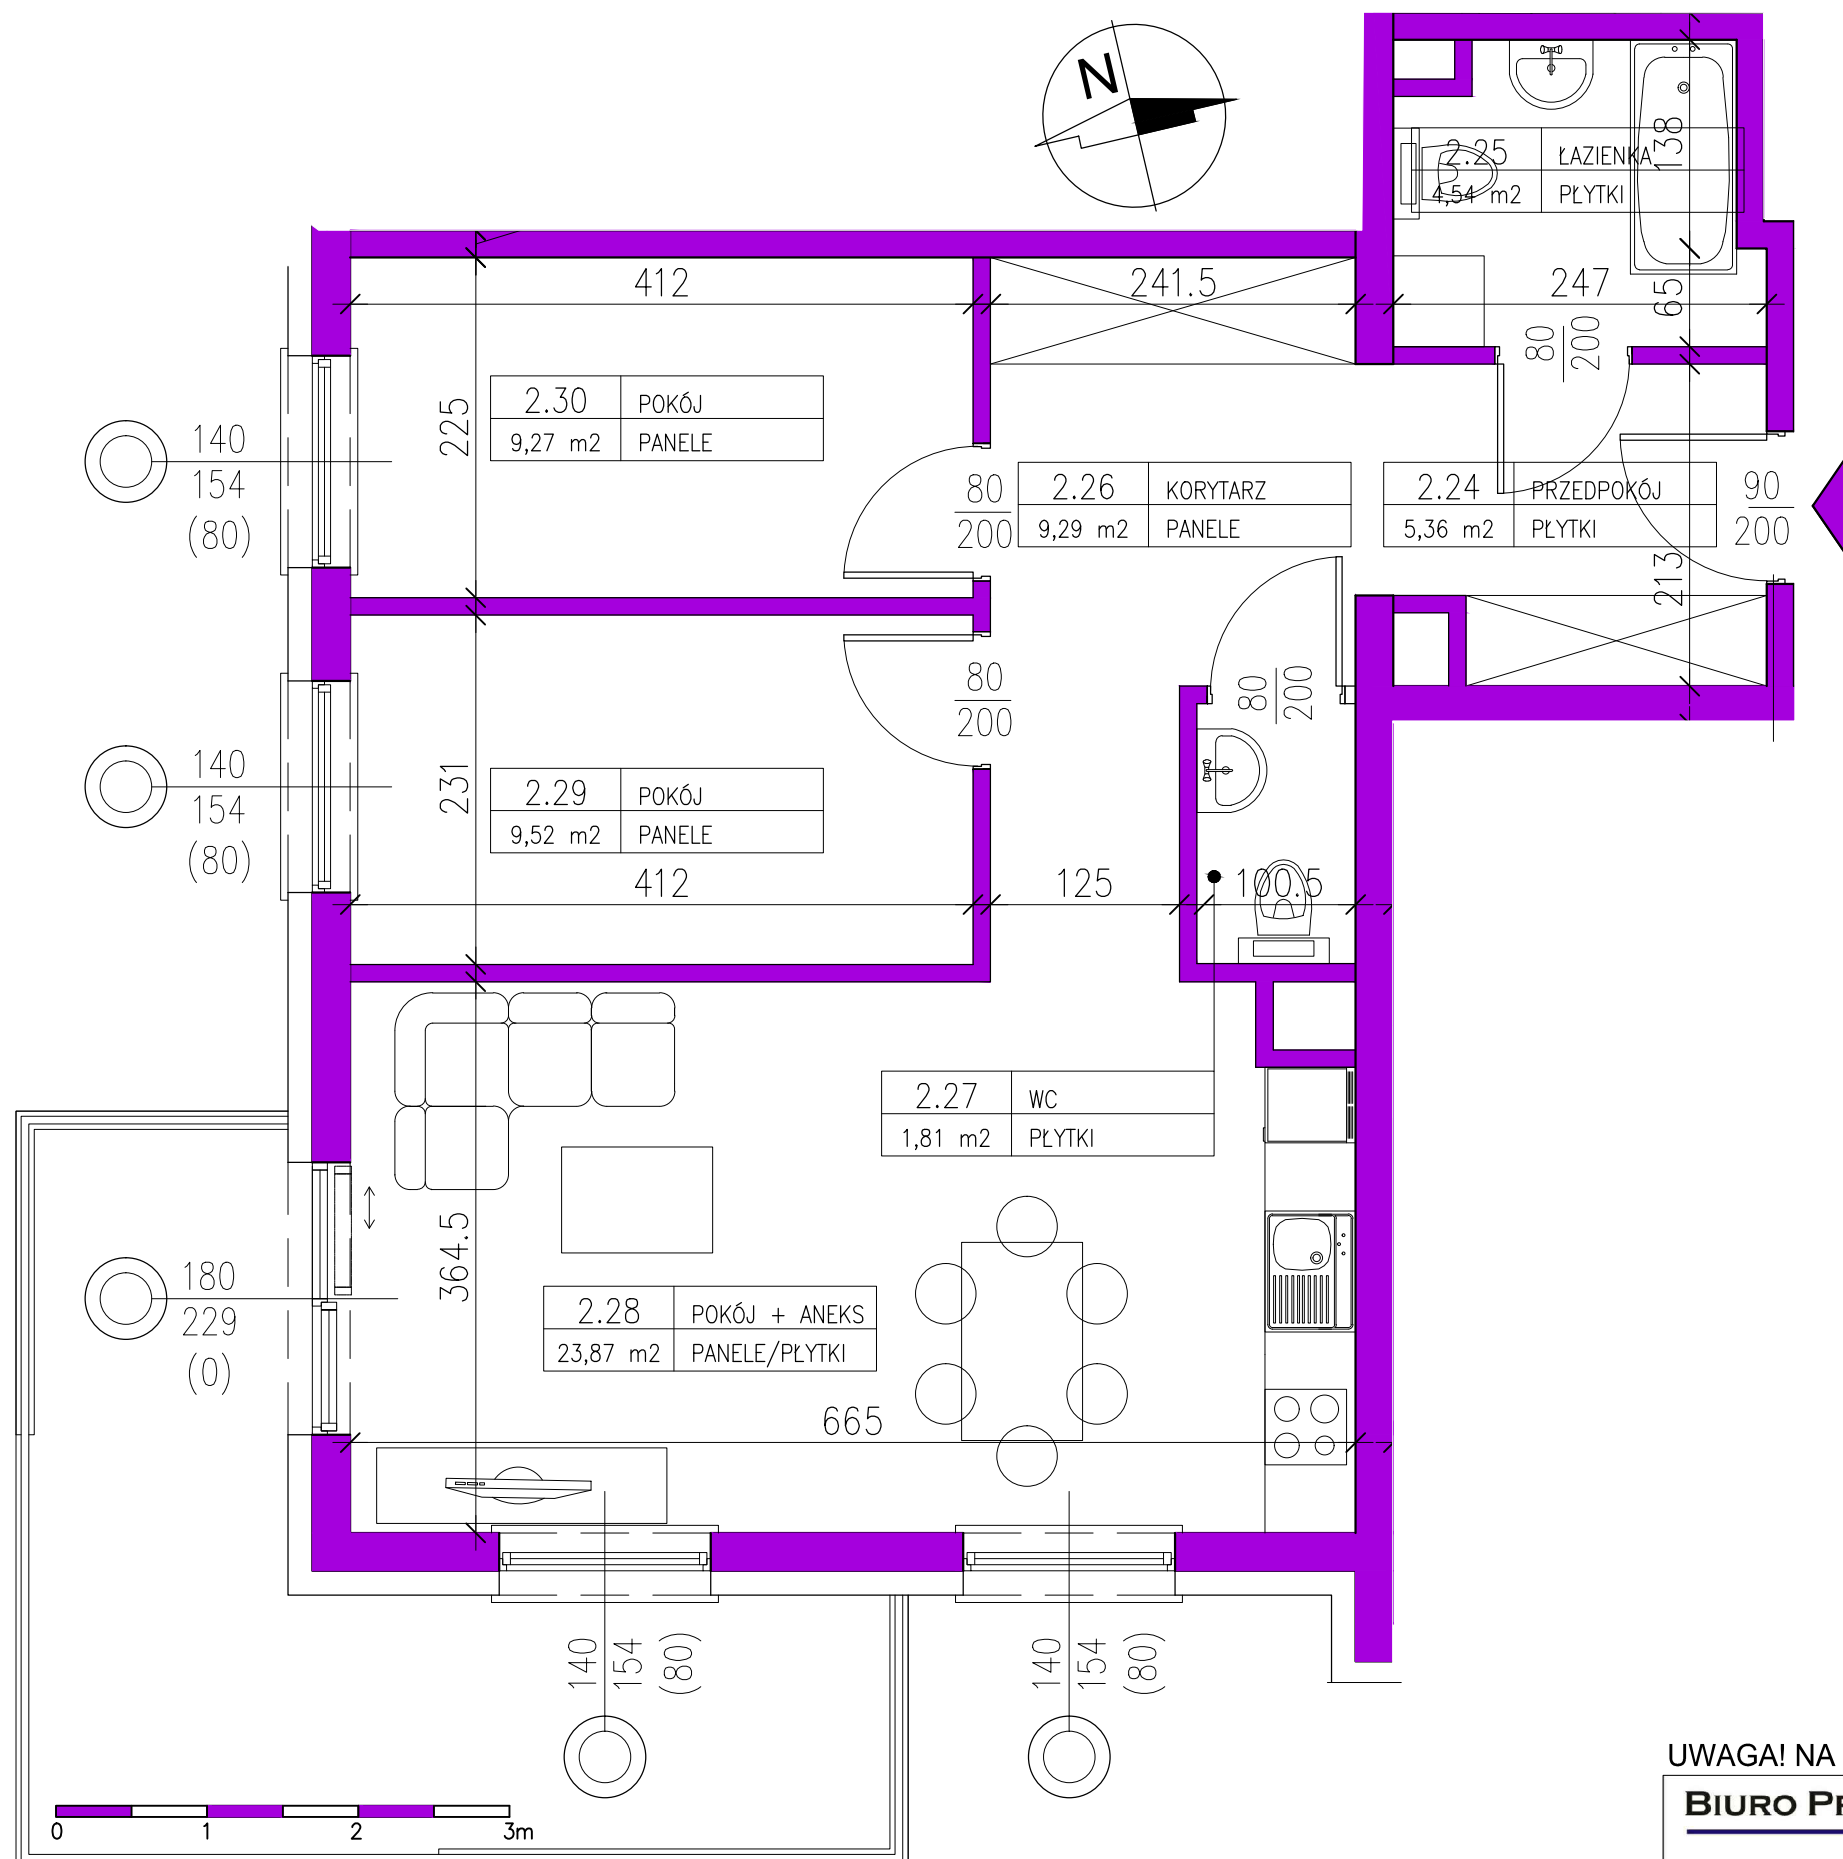 N
2.25 ŁAZIENKA
4,54 m2 PŁYTKI
138
412
241.5
247
65
80
200
2.30 POKÓJ
9,27 m2 PANELE
225
140
154
(80)
80
200
2.26 KORYTARZ
9,29 m2 PANELE
2.24 PRZEDPOKÓJ
5,36 m2 PŁYTKI
90
200
213
80
200
80
200
140
154
(80)
231
2.29 POKÓJ
9,52 m2 PANELE
412
125
100.5
2.27 WC
1,81 m2 PŁYTKI
364.5
180
229
(0)
2.28 POKÓJ + ANEKS
23,87 m2 PANELE/PŁYTKI
665
140
154
(80)
140
154
(80)
0 1 2 3m
UWAGA! NA
BIURO